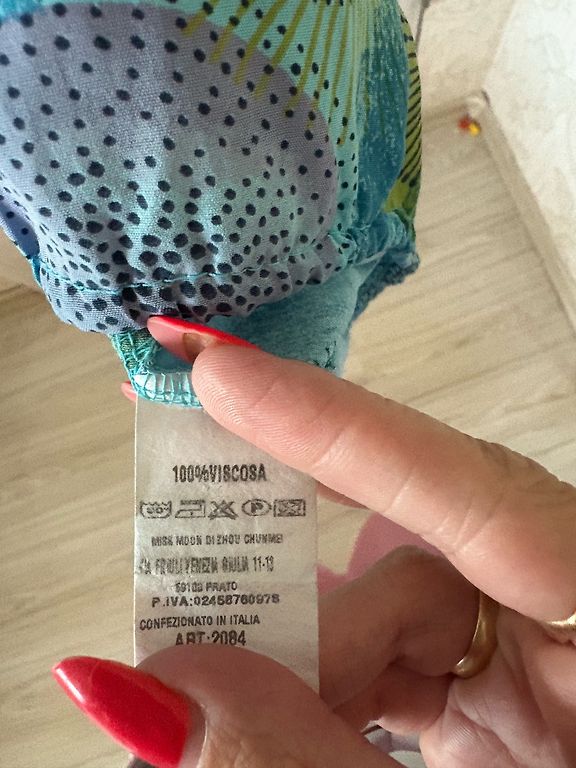 100%VISCOSA
MISS MOON DI ZHOU CHUNMEI
VIA FRIULI VENEZIA GIULIA 11-13
59100 PRATO
P.IVA:02458760978
CONFEZIONATO IN ITALIA
ART:2084